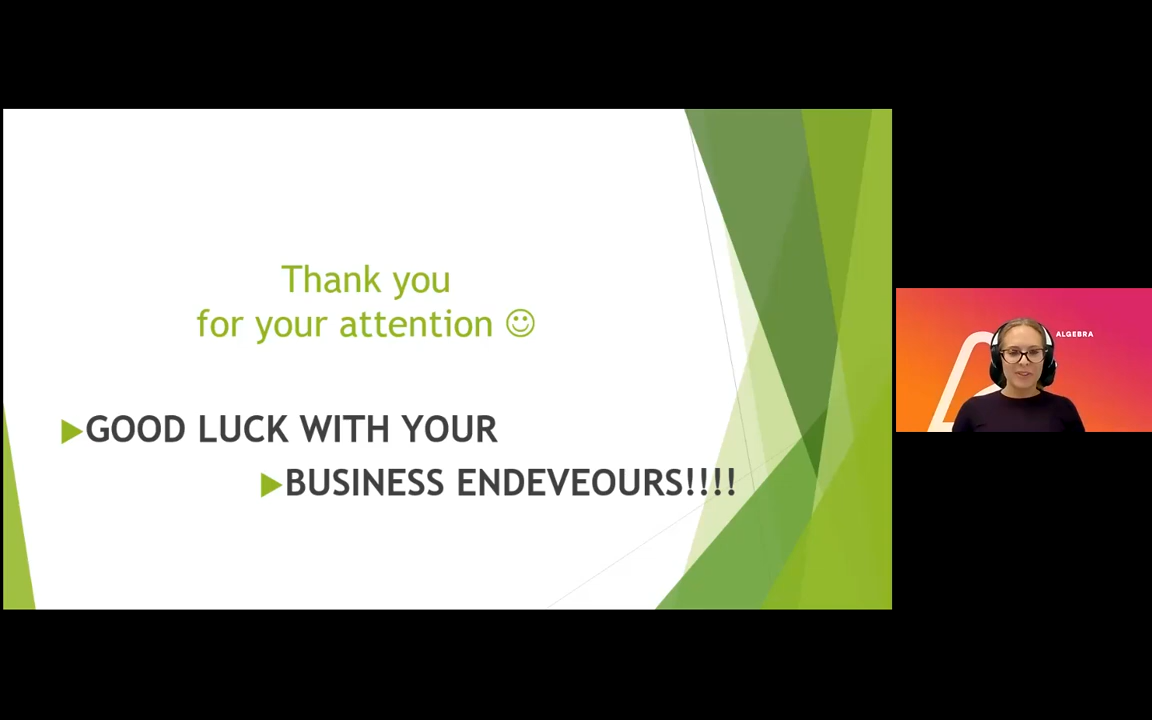 Thank you
for your attention ☺
GOOD LUCK WITH YOUR
BUSINESS ENDEVEOURS!!!!
ALGEBRA